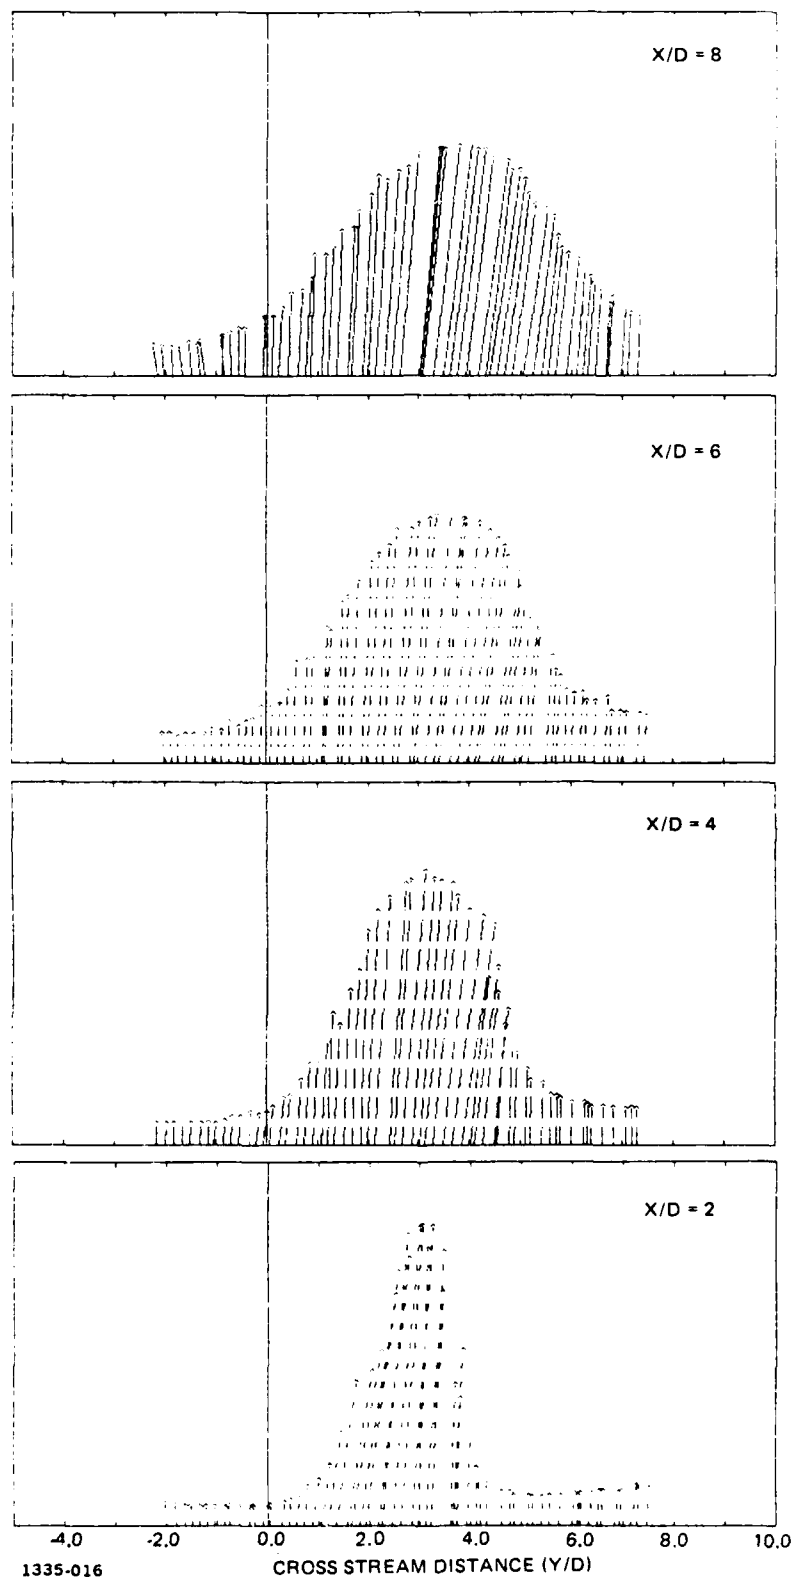 X/D = 8
X/D = 6
X/D = 4
X/D = 2
-4.0 -2.0 0.0 2.0 4.0 6.0 8.0 10.0
1335-016 CROSS STREAM DISTANCE (Y/D)